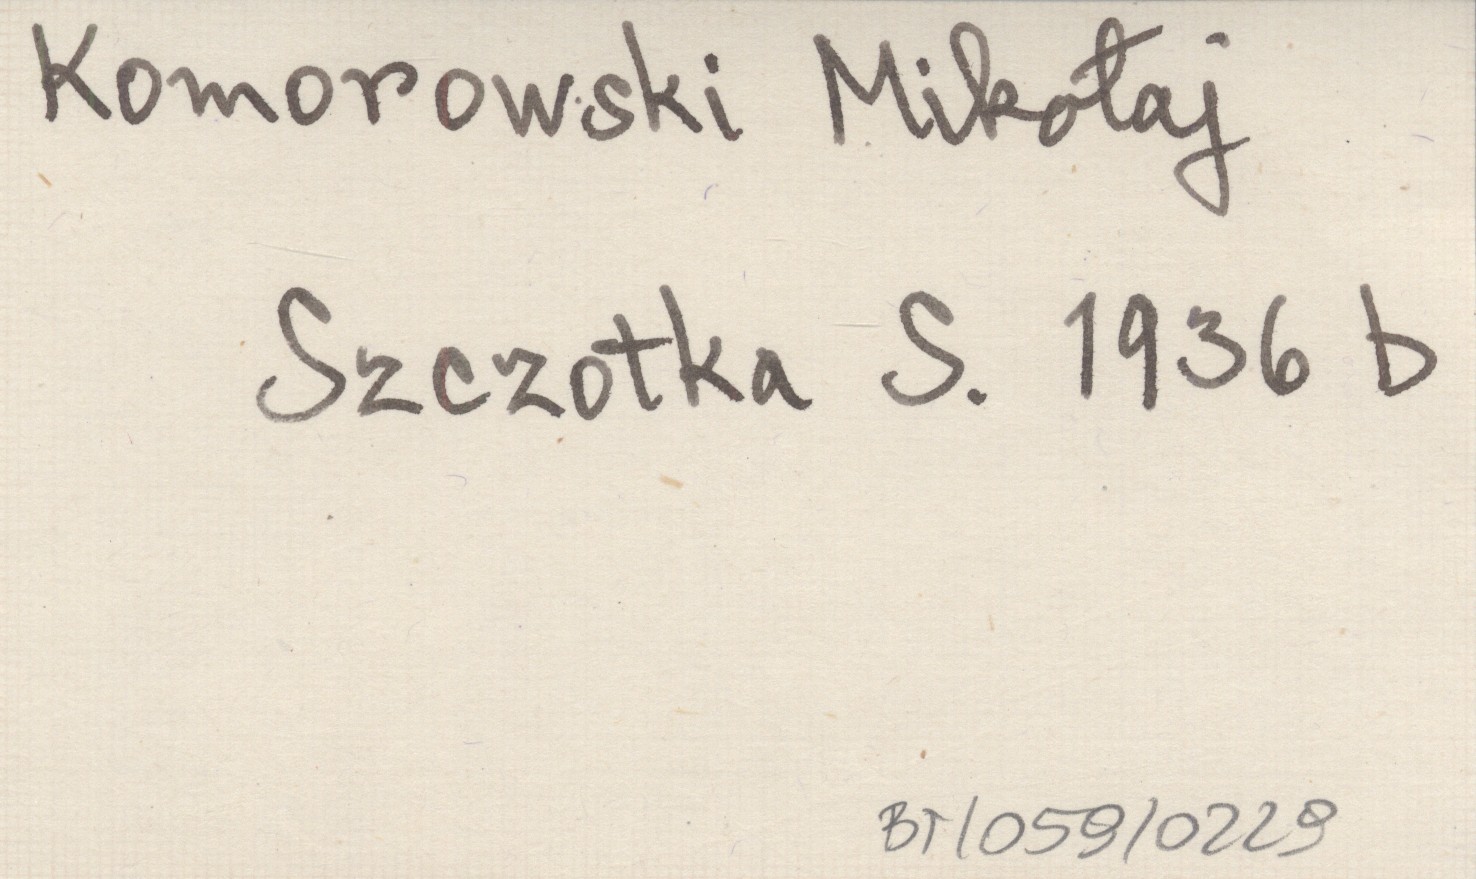 Komorowski Mikołaj
Szczotka S. 1936 b
BT/059/0229